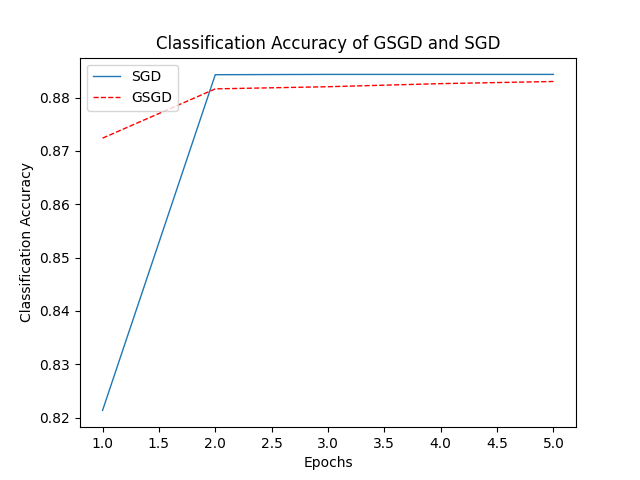 Classification Accuracy of GSGD and SGD
SGD
GSGD
0.88
0.87
0.86
0.85
0.84
0.83
0.82
Classification Accuracy
1.0 1.5 2.0 2.5 3.0 3.5 4.0 4.5 5.0
Epochs